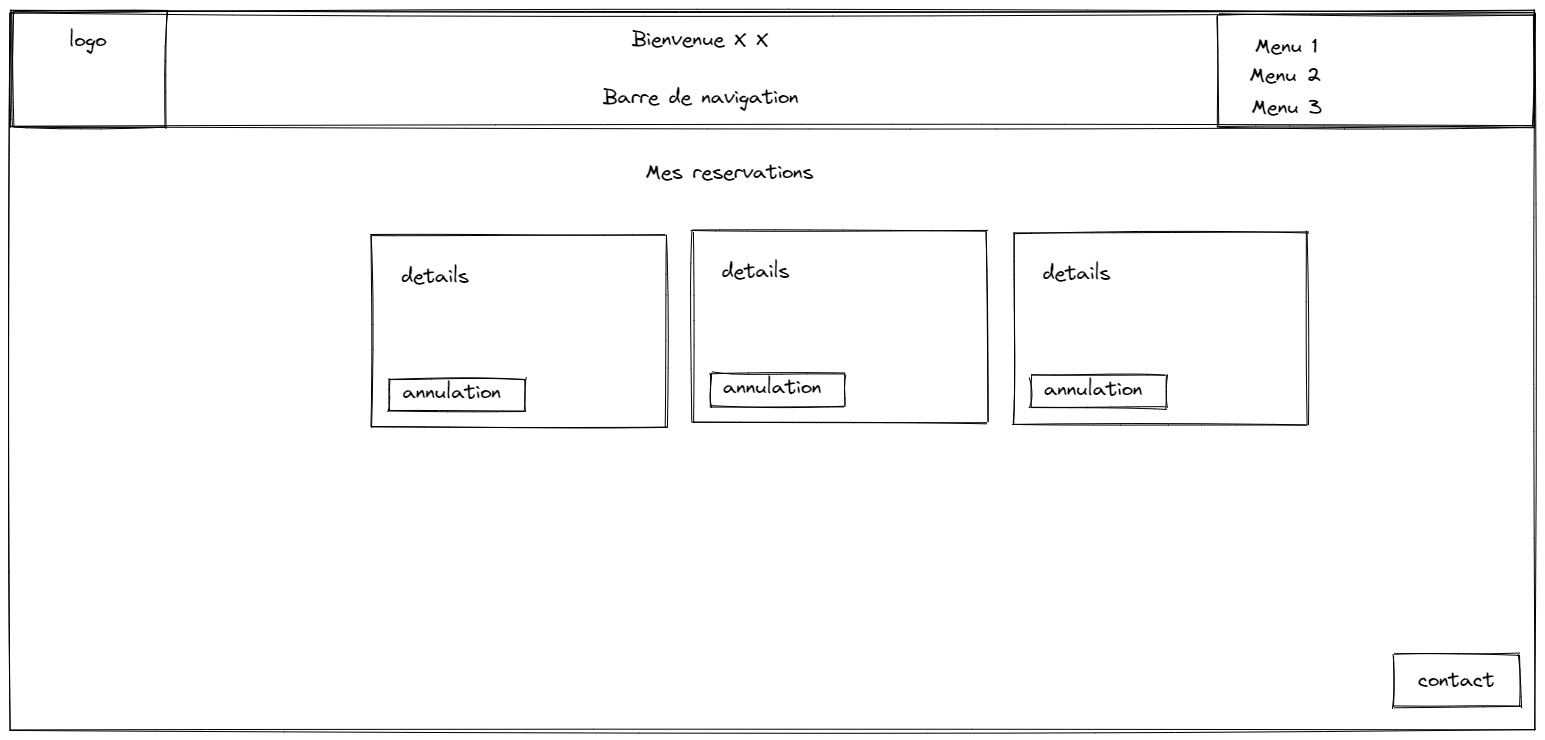 logo
Bienvenue X X
Barre de navigation
Menu 1
Menu 2
Menu 3
Mes reservations
details
annulation
details
annulation
details
annulation
contact